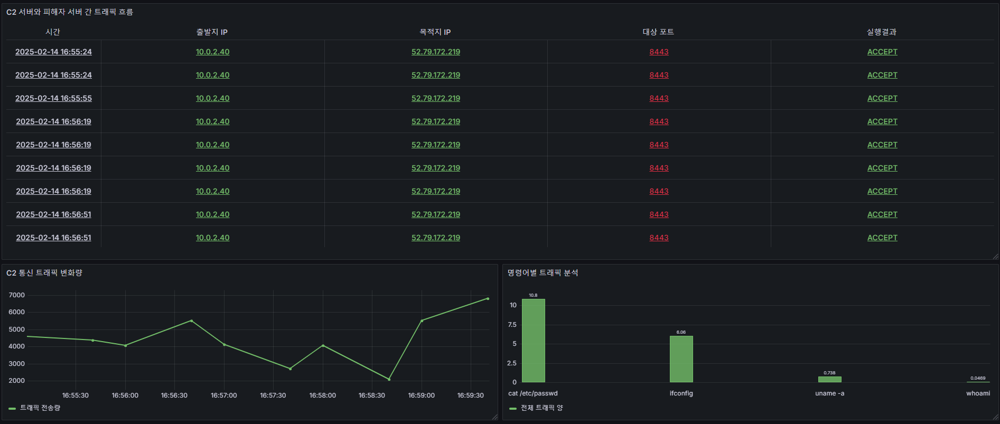 C2 서버와 피해자 서버 간 트래픽 흐름
시간 출발지 IP 목적지 IP 대상 포트 실행결과
2025-02-14 16:55:24 10.0.2.40 52.79.172.219 8443 ACCEPT
2025-02-14 16:55:24 10.0.2.40 52.79.172.219 8443 ACCEPT
2025-02-14 16:55:55 10.0.2.40 52.79.172.219 8443 ACCEPT
2025-02-14 16:56:19 10.0.2.40 52.79.172.219 8443 ACCEPT
2025-02-14 16:56:19 10.0.2.40 52.79.172.219 8443 ACCEPT
2025-02-14 16:56:19 10.0.2.40 52.79.172.219 8443 ACCEPT
2025-02-14 16:56:19 10.0.2.40 52.79.172.219 8443 ACCEPT
2025-02-14 16:56:51 10.0.2.40 52.79.172.219 8443 ACCEPT
2025-02-14 16:56:51 10.0.2.40 52.79.172.219 8443 ACCEPT
C2 통신 트래픽 변화량
7000
6000
5000
4000
3000
2000
16:55:30 16:56:00 16:56:30 16:57:00 16:57:30 16:58:00 16:58:30 16:59:00 16:59:30
트래픽 전송량
명령어별 트래픽 분석
10
7.5
5
2.5
0
10.8
6.06
0.738
0.0469
cat /etc/passwd ifconfig uname -a whoami
전체 트래픽 양